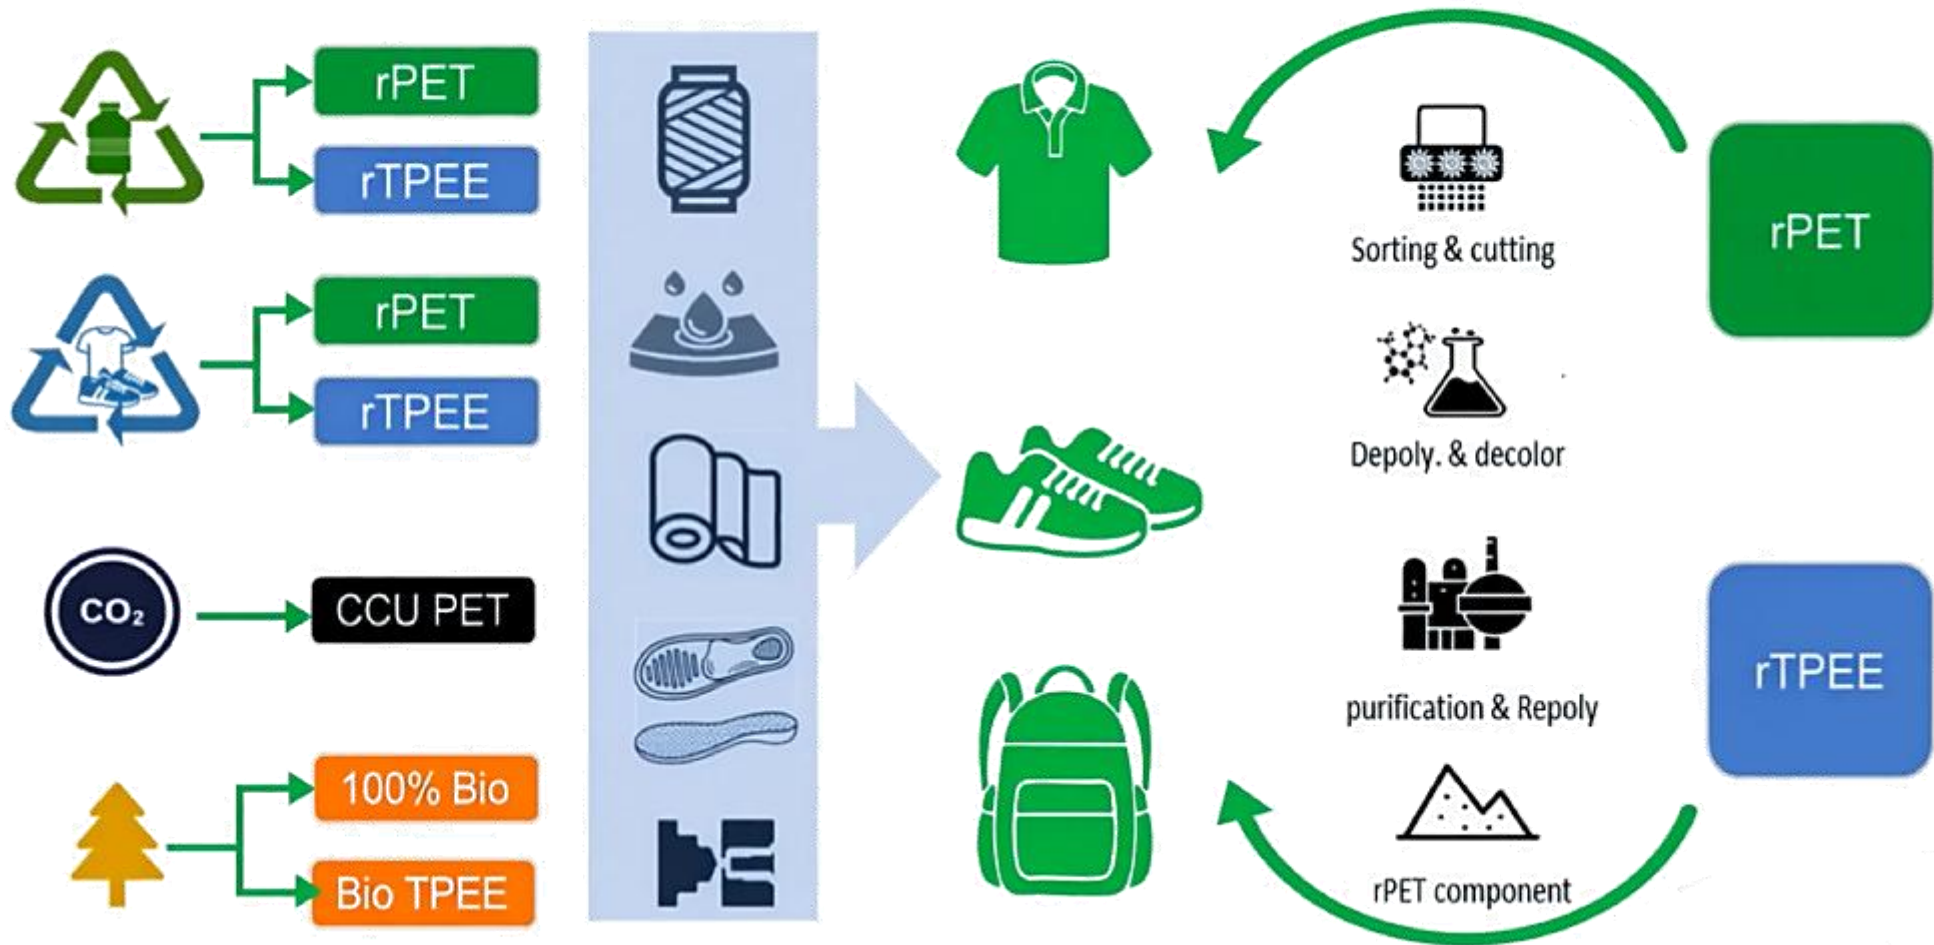 rPET
rTPEE
rPET
rTPEE
CO₂
CCU PET
100% Bio
Bio TPEE
Sorting & cutting
Depoly. & decolor
purification & Repoly
rPET component
rPET
rTPEE